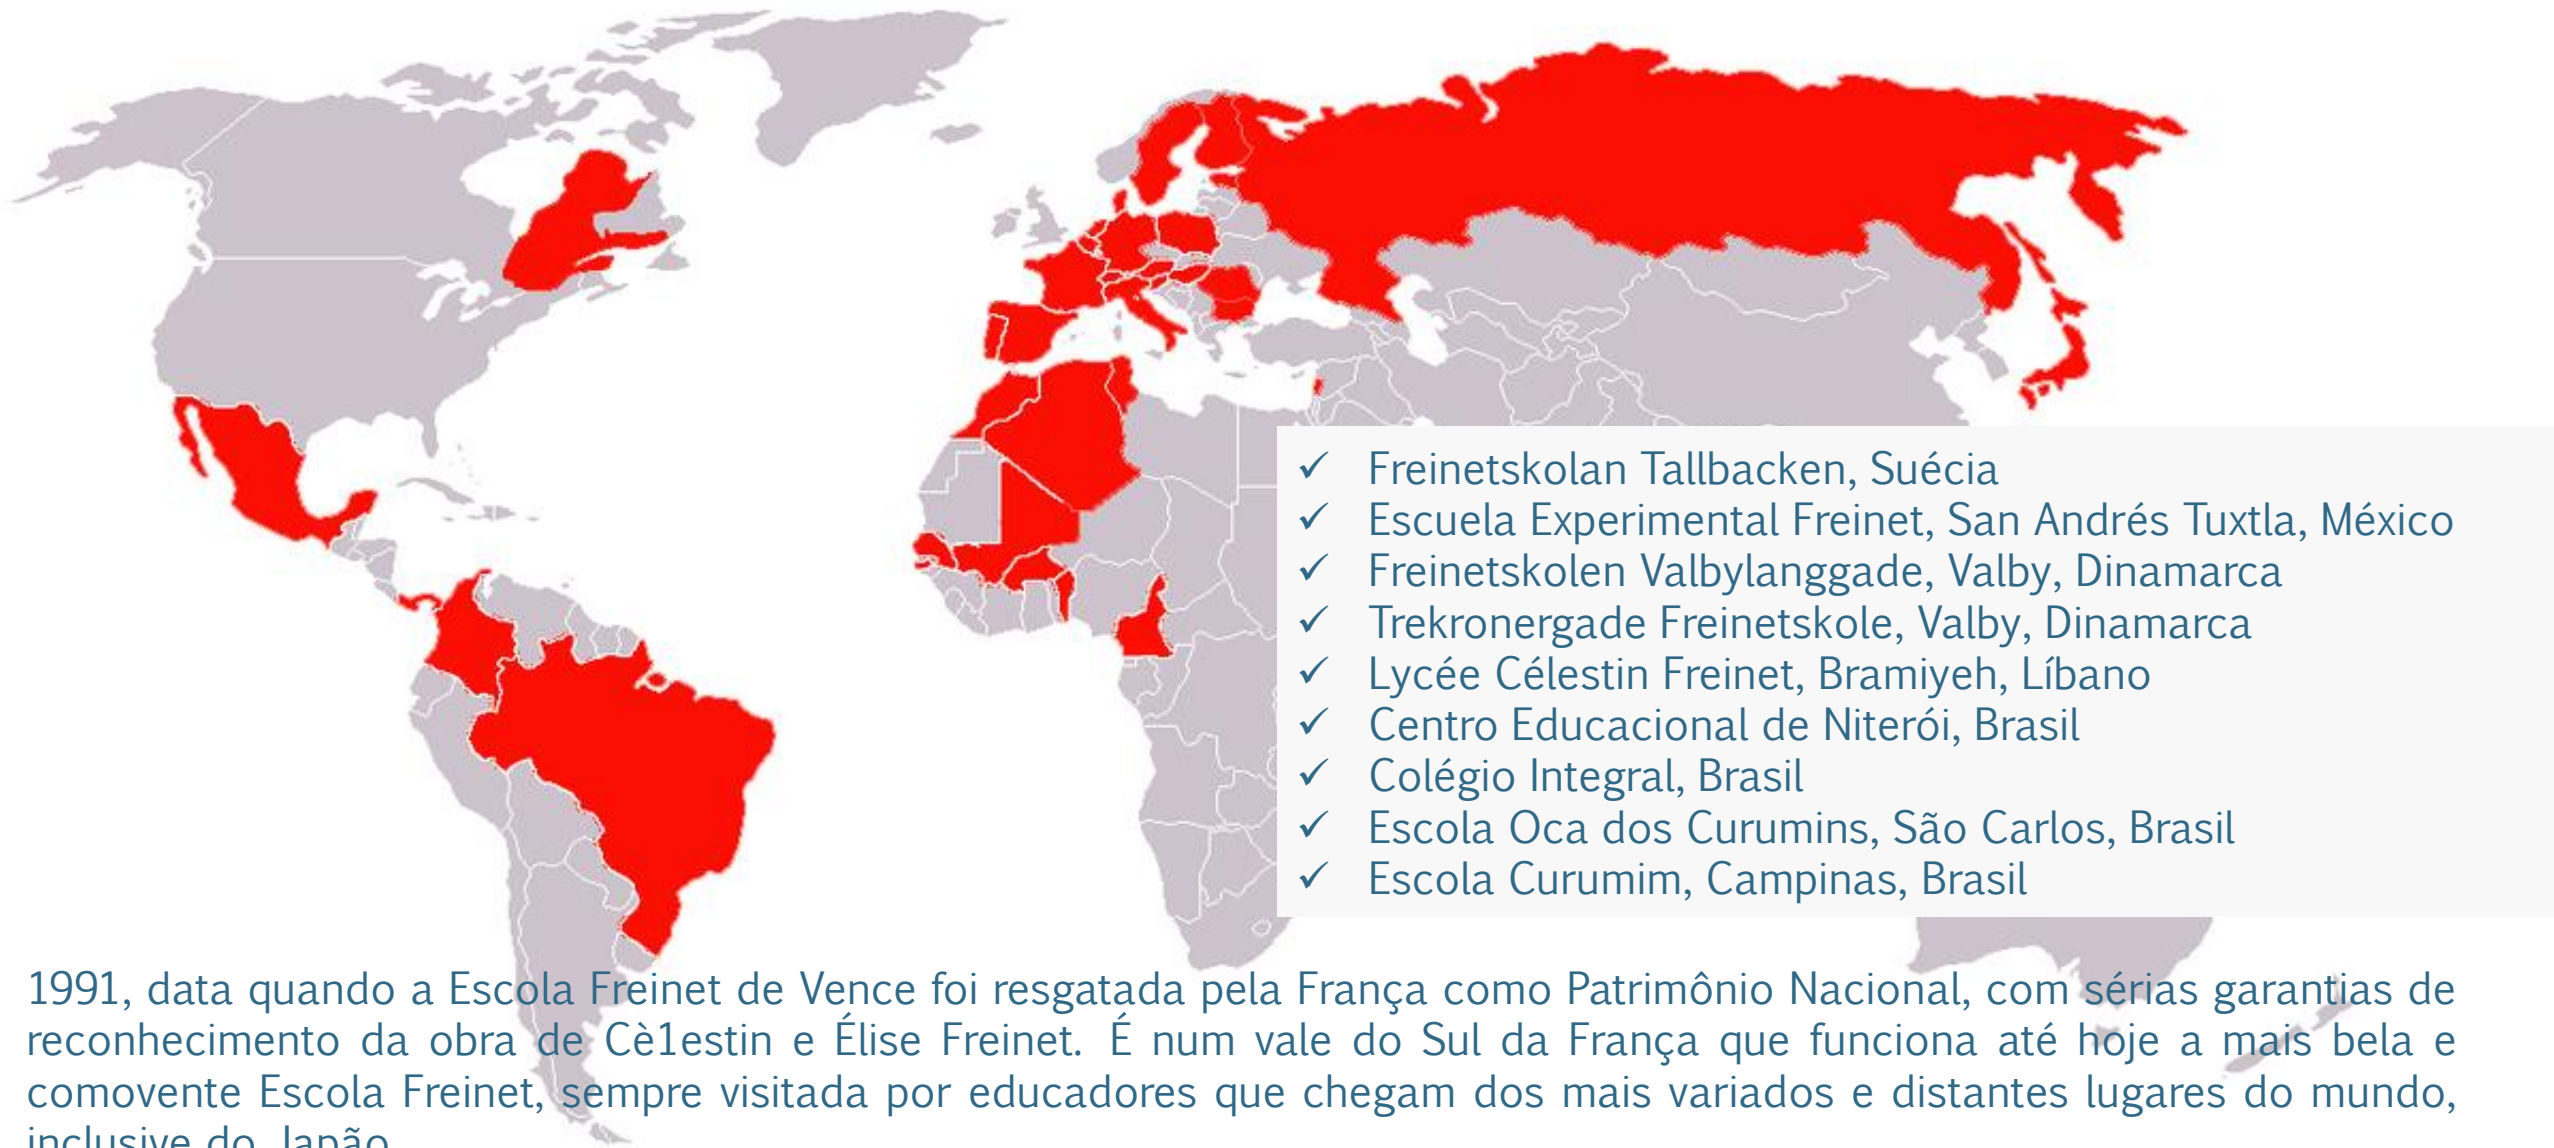 ✓ Freinetskolan Tallbacken, Suécia
✓ Escuela Experimental Freinet, San Andrés Tuxtla, México
✓ Freinetskolen Valbylanggade, Valby, Dinamarca
✓ Trekronergade Freinetskole, Valby, Dinamarca
✓ Lycée Célestin Freinet, Bramiyeh, Líbano
✓ Centro Educacional de Niterói, Brasil
✓ Colégio Integral, Brasil
✓ Escola Oca dos Curumins, São Carlos, Brasil
✓ Escola Curumim, Campinas, Brasil
1991, data quando a Escola Freinet de Vence foi resgatada pela França como Patrimônio Nacional, com sérias garantias de
reconhecimento da obra de Cè1estin e Élise Freinet. É num vale do Sul da França que funciona até hoje a mais bela e
comovente Escola Freinet, sempre visitada por educadores que chegam dos mais variados e distantes lugares do mundo,
inclusive do Japão